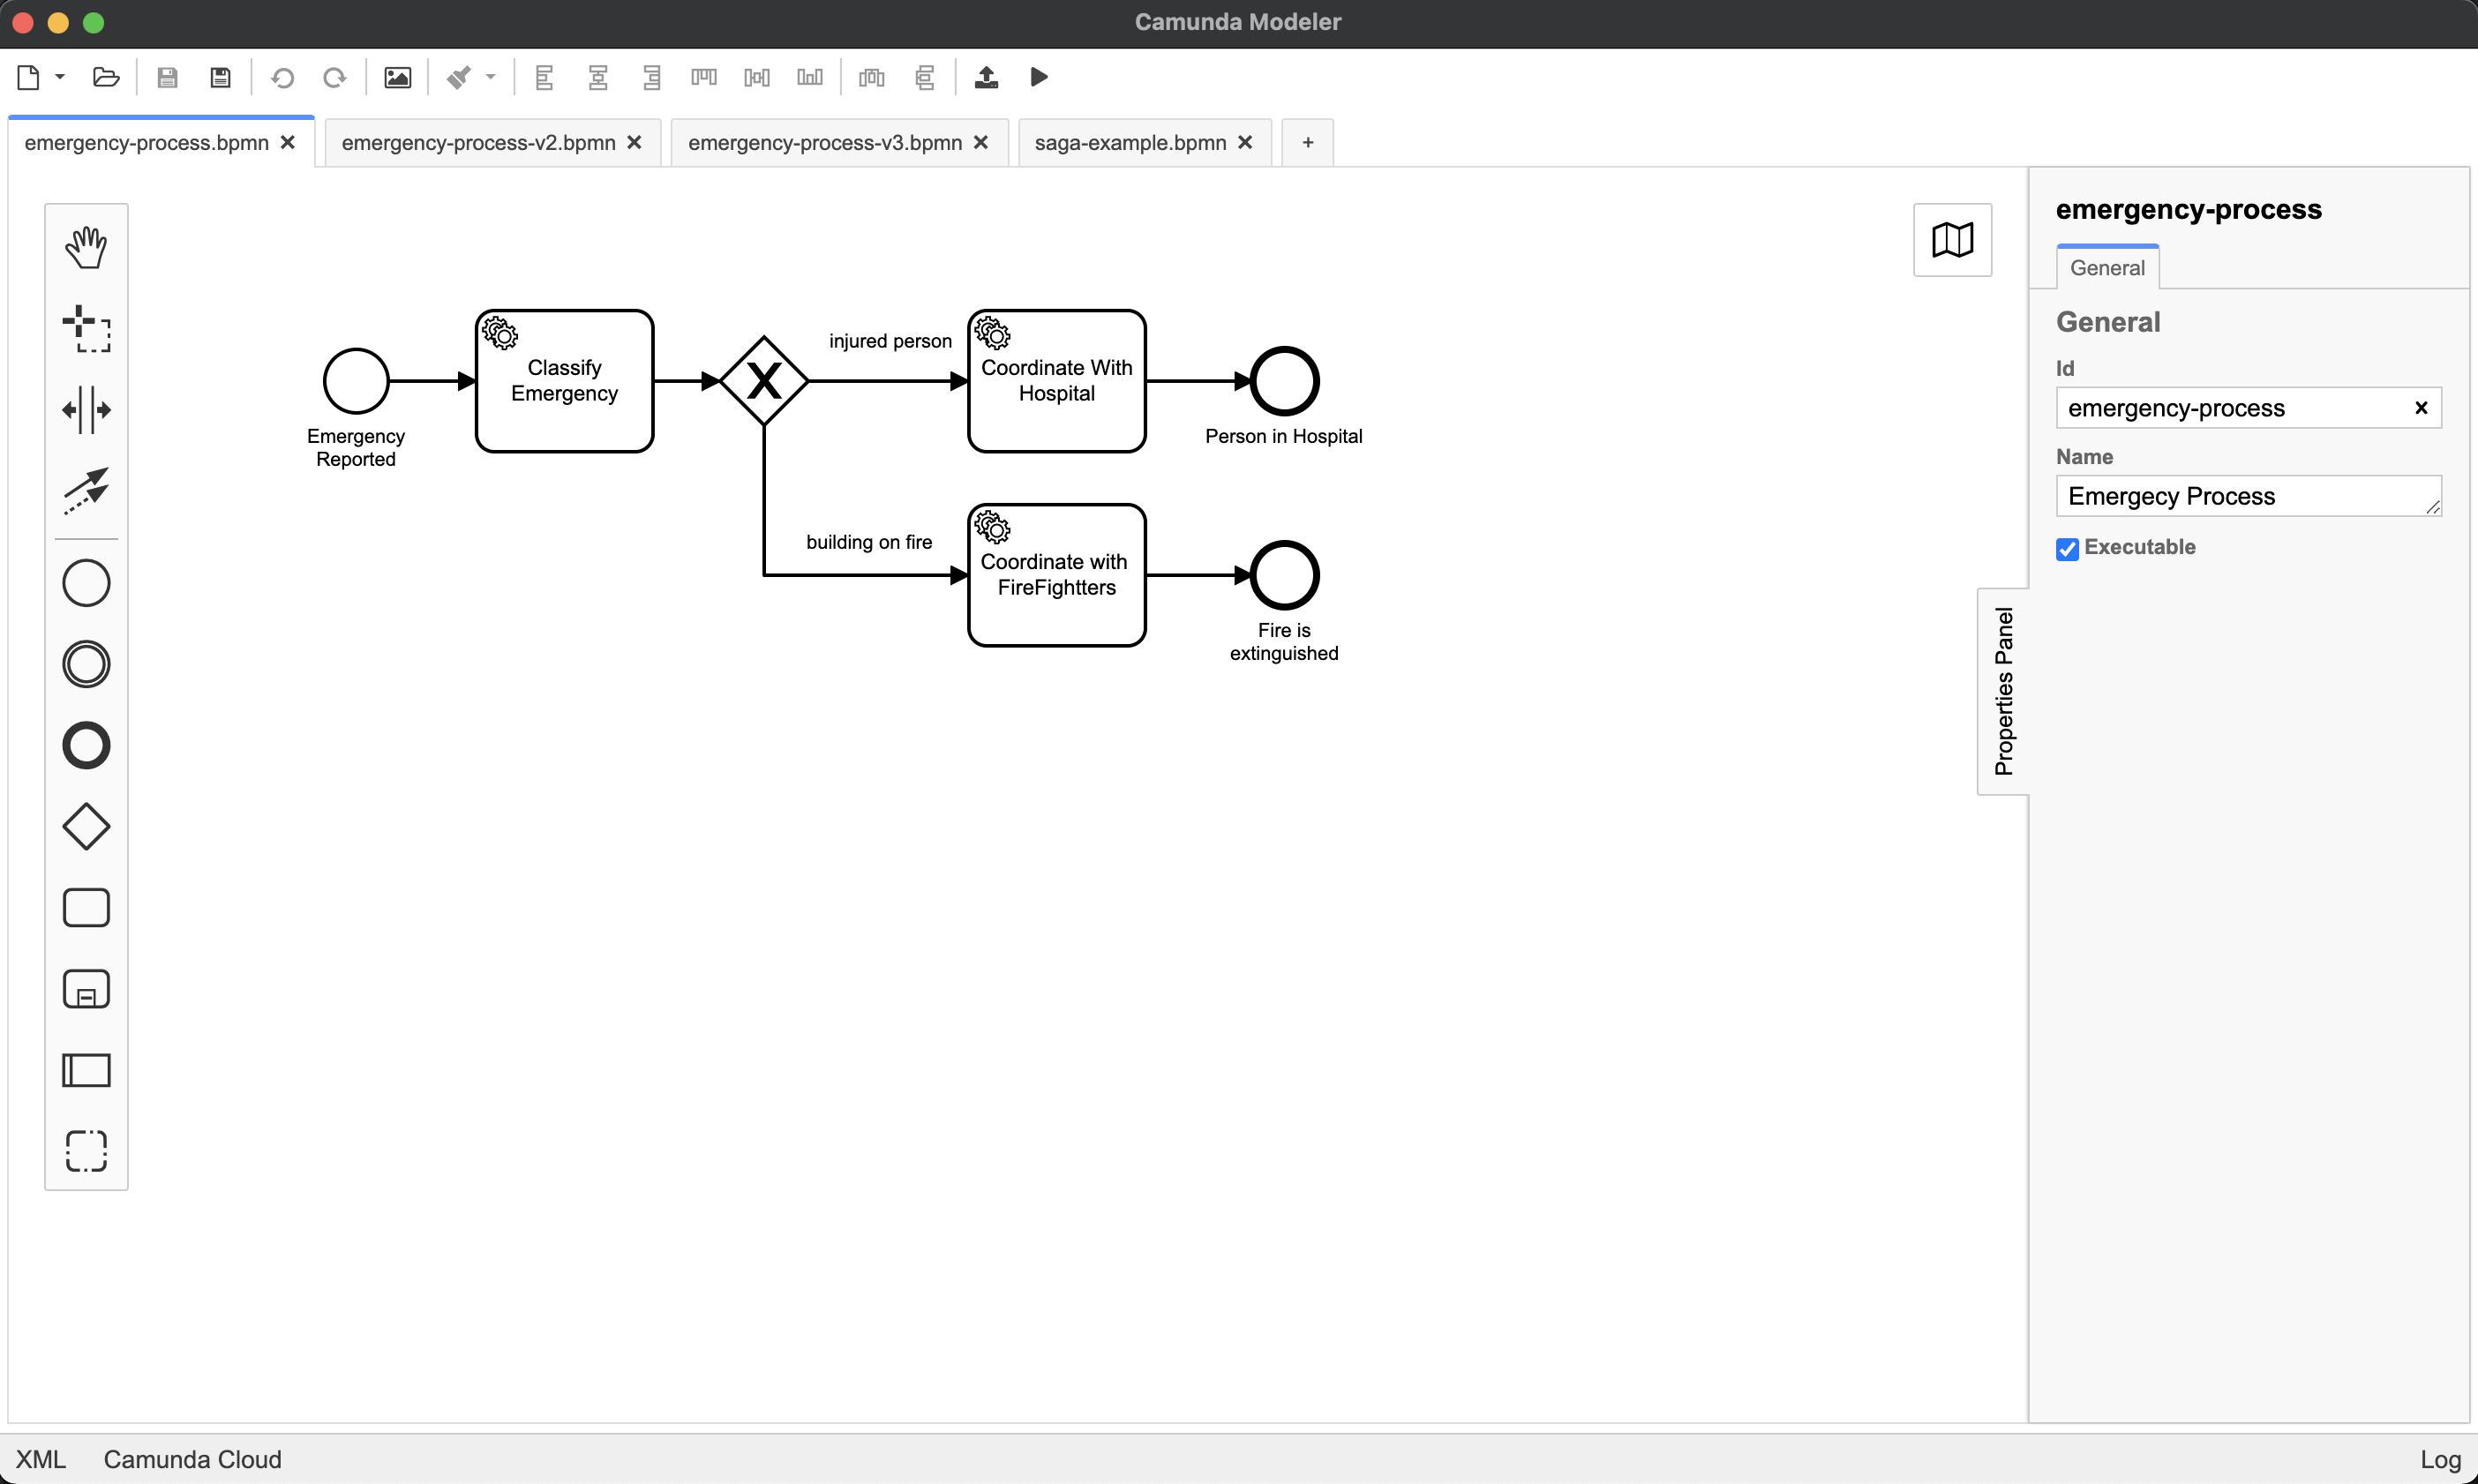 Camunda Modeler
emergency-process.bpmn
emergency-process-v2.bpmn
emergency-process-v3.bpmn
saga-example.bpmn
+
emergency-process
General
General
Id
emergency-process
Name
Emergecy Process
Executable
Properties Panel
Emergency
Reported
Classify
Emergency
X
injured person
Coordinate With
Hospital
Person in Hospital
building on fire
Coordinate with
FireFightters
Fire is
extinguished
XML
Camunda Cloud
Log